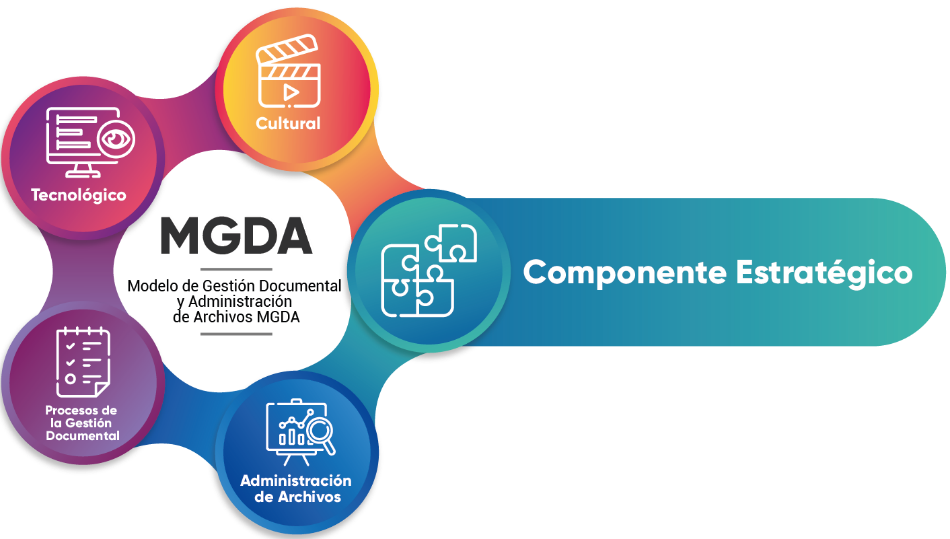 Cultural
Tecnológico
MGDA
Modelo de Gestión Documental
y Administración
de Archivos MGDA
Componente Estratégico
Procesos de
la Gestión
Documental
Administración
de Archivos